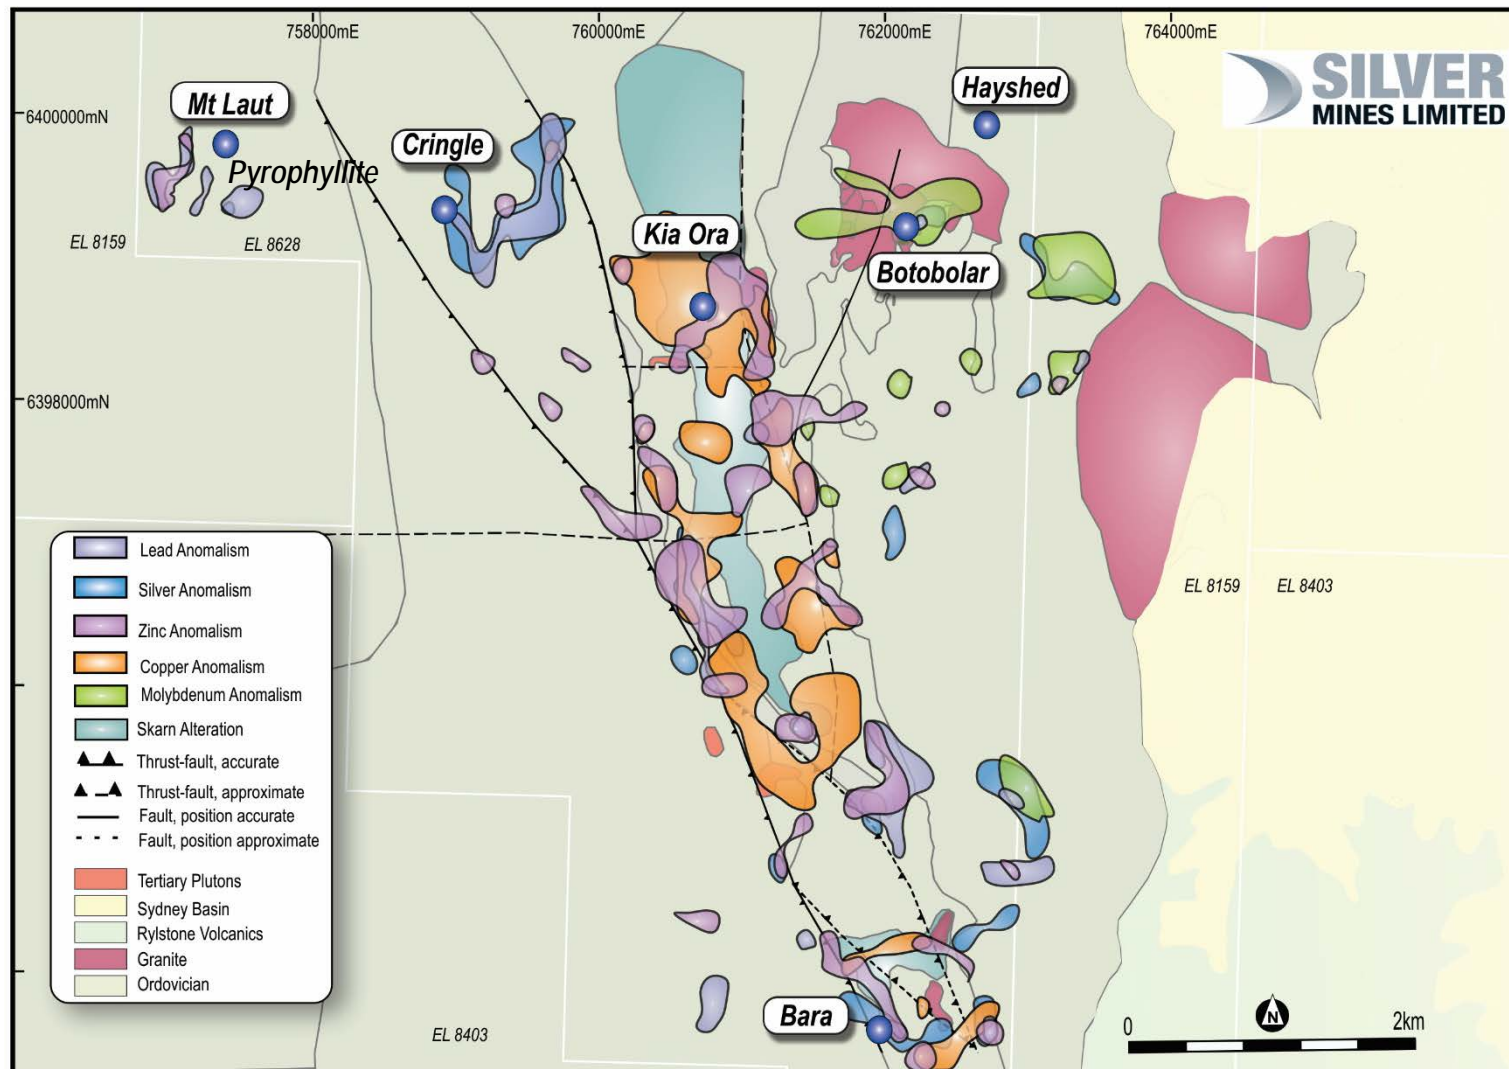 758000mE
760000mE
762000mE
764000mE
SILVER
MINES LIMITED
6400000mN
Mt Laut
Pyrophyllite
Cringle
Hayshed
Kia Ora
Botobolar
EL 8159
EL 8628
6398000mN
EL 8159
EL 8403
Lead Anomalism
Silver Anomalism
Zinc Anomalism
Copper Anomalism
Molybdenum Anomalism
Skarn Alteration
Thrust-fault, accurate
Thrust-fault, approximate
Fault, position accurate
Fault, position approximate
Tertiary Plutons
Sydney Basin
Rylstone Volcanics
Granite
Ordovician
Bara
EL 8403
N
0
2km